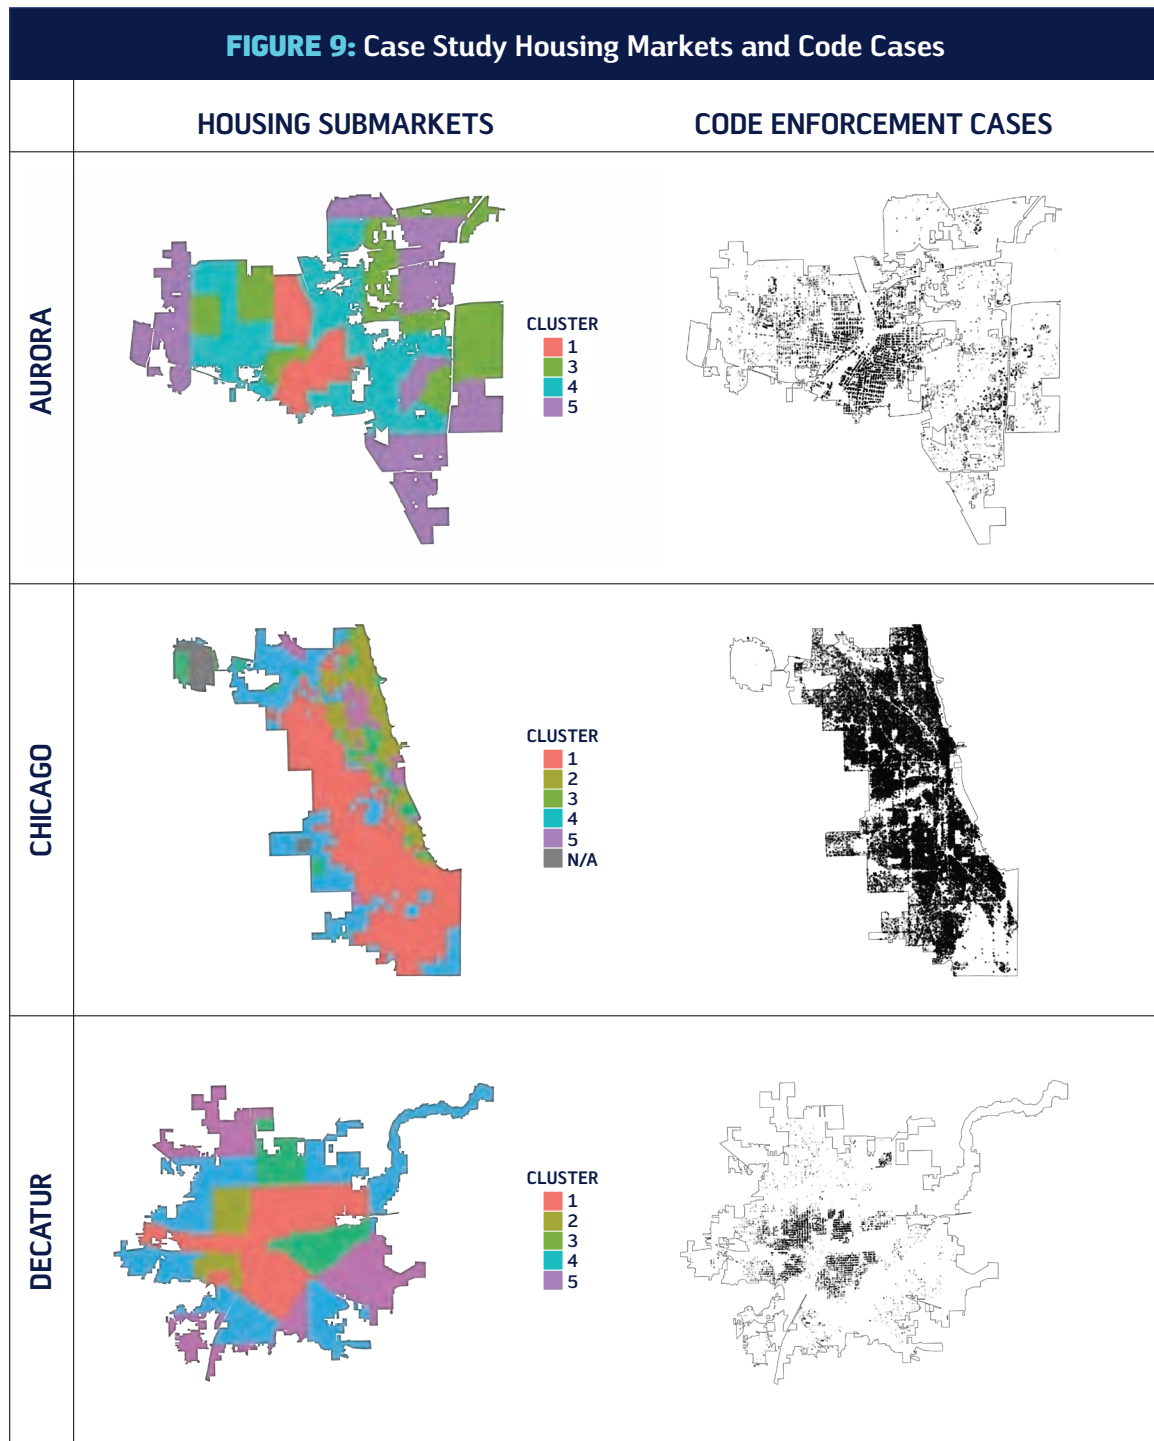 FIGURE 9: Case Study Housing Markets and Code Cases
HOUSING SUBMARKETS
CODE ENFORCEMENT CASES
AURORA
CLUSTER
1
3
4
5
CHICAGO
CLUSTER
1
2
3
4
5
N/A
DECATUR
CLUSTER
1
2
3
4
5